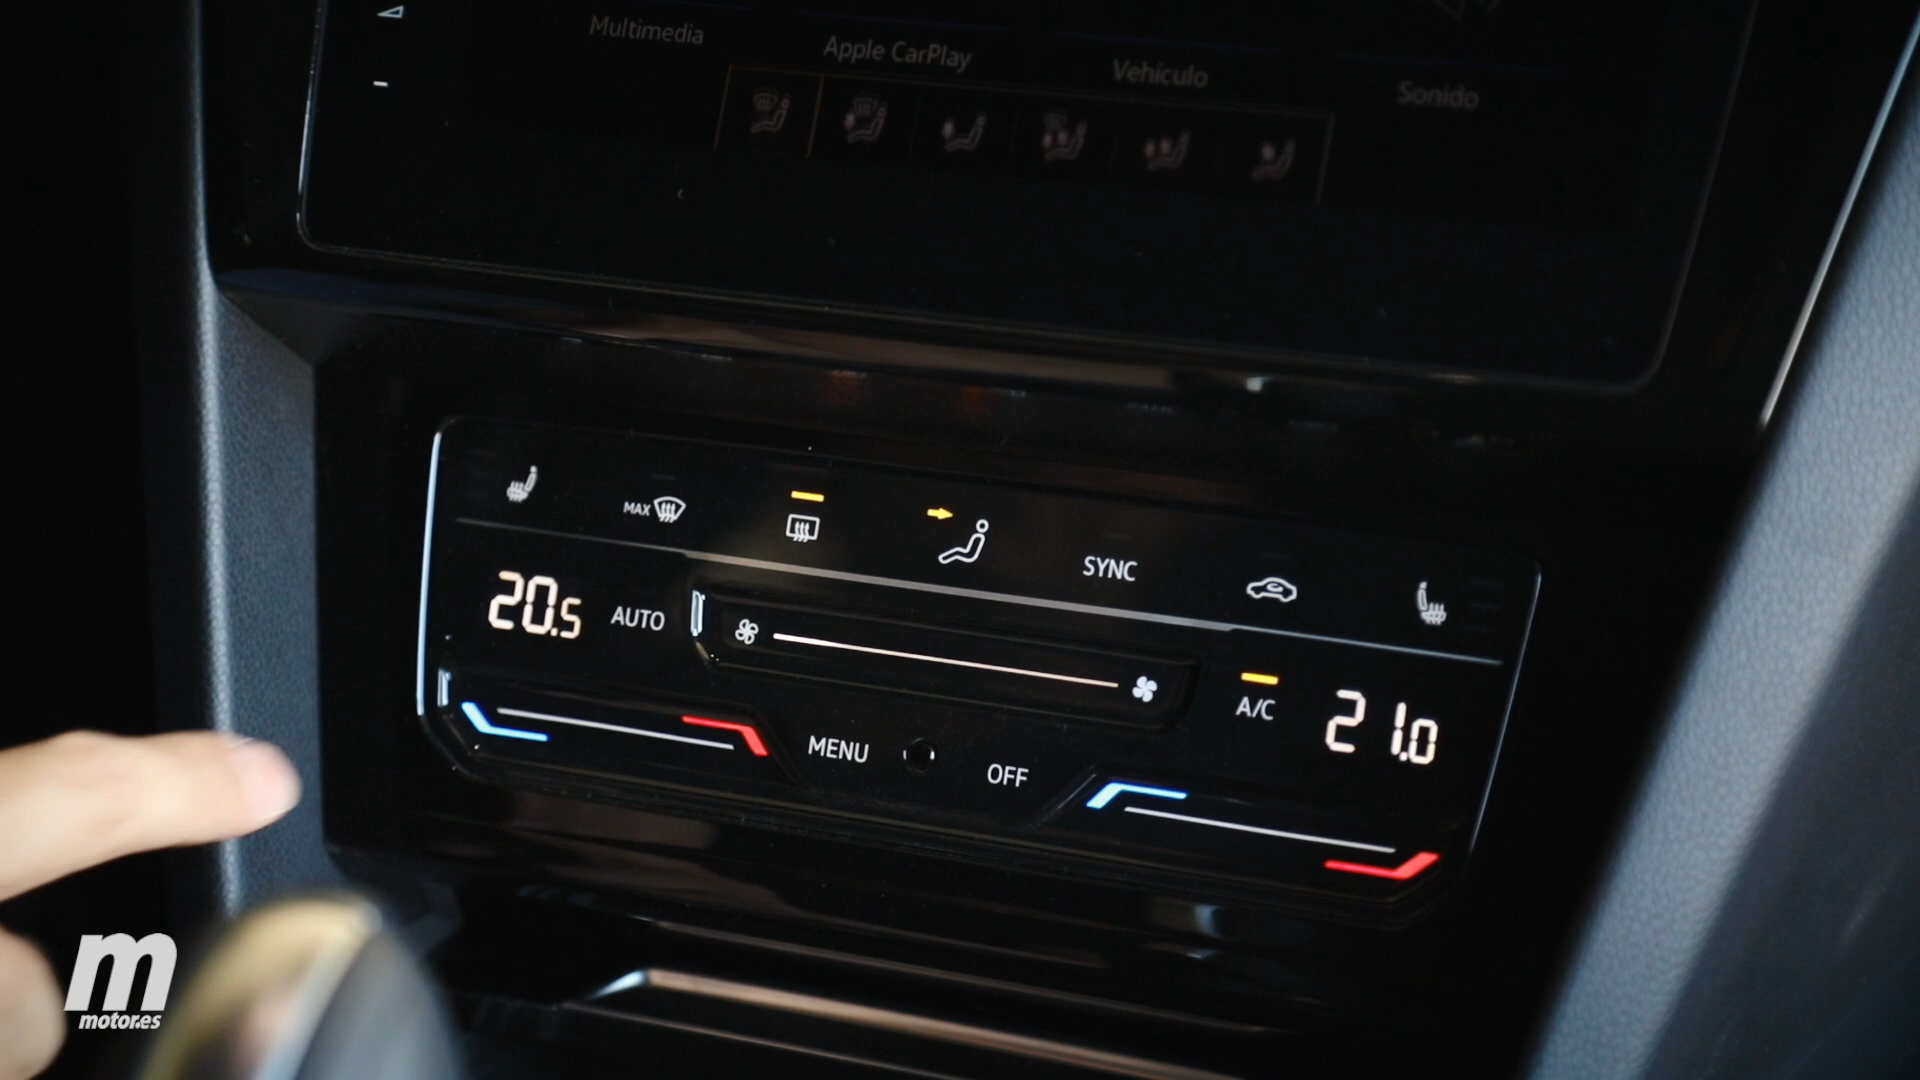 Multimedia
Apple CarPlay
Vehículo
Sonido
MAX
SYNC
20.5
AUTO
A/C
21.0
MENU
OFF
m
motor.es